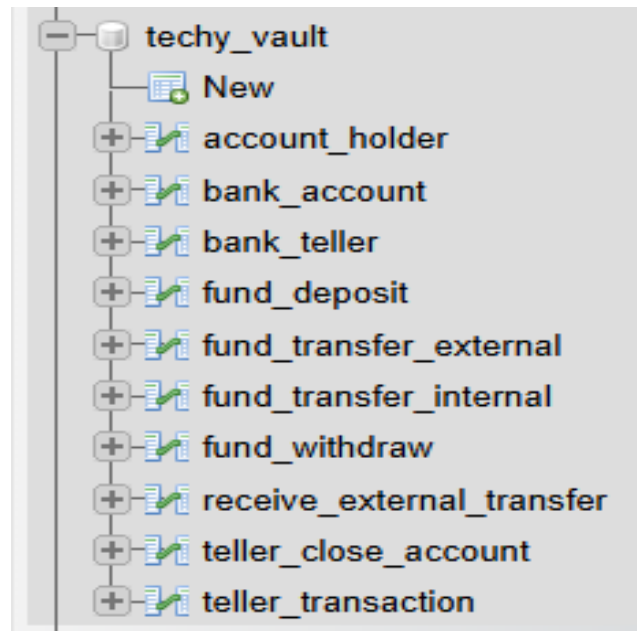 techy_vault
New
account_holder
bank_account
bank_teller
fund_deposit
fund_transfer_external
fund_transfer_internal
fund_withdraw
receive_external_transfer
teller_close_account
teller_transaction